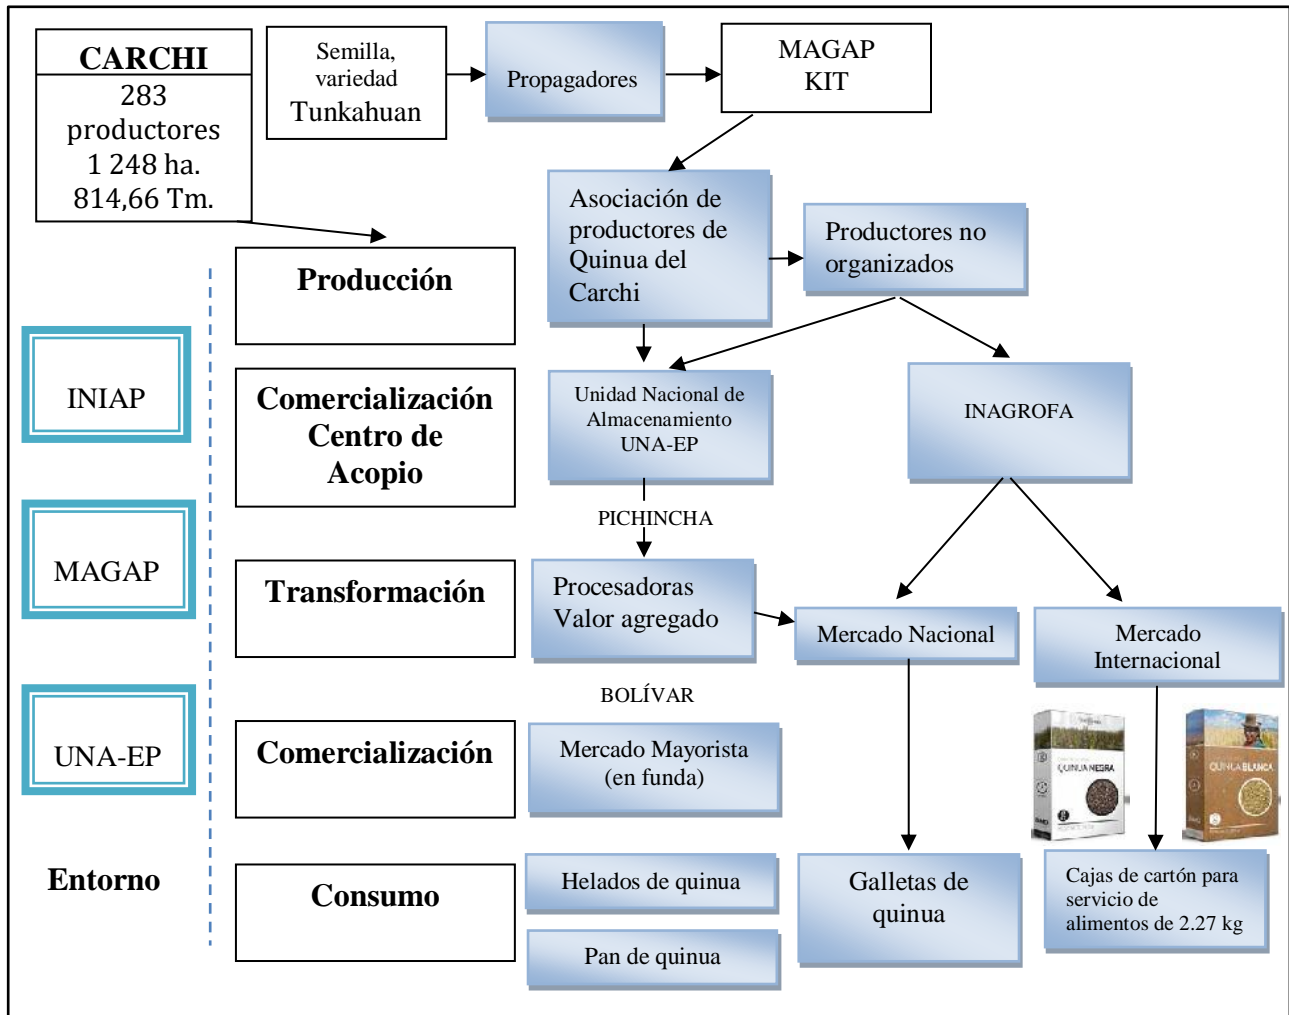 CARCHI
283
productores
1 248 ha.
814,66 Tm.
Semilla,
variedad
Tunkahuan
Propagadores
MAGAP
KIT
Asociación de
productores de
Quinua del
Carchi
Productores no
organizados
Producción
INIAP
Comercialización
Centro de
Acopio
Unidad Nacional de
Almacenamiento
UNA-EP
INAGROFA
PICHINCHA
MAGAP
Transformación
Procesadoras
Valor agregado
Mercado Nacional
Mercado
Internacional
BOLÍVAR
UNA-EP
Comercialización
Mercado Mayorista
(en funda)
QUINUA NEGRA
QUINUA BLANCA
Entorno
Consumo
Helados de quinua
Pan de quinua
Galletas de
quinua
Cajas de cartón para
servicio de
alimentos de 2.27 kg